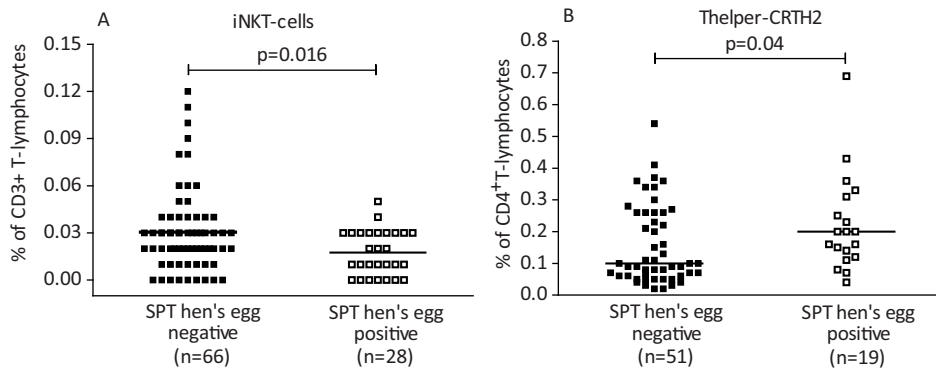 A
iNKT-cells
p=0.016
% of CD3+ T-lymphocytes
0.15
0.12
0.09
0.06
0.03
0.00
SPT hen's egg
negative
(n=66)
SPT hen's egg
positive
(n=28)
B
Thelper-CRTH2
p=0.04
% of CD4⁺T-lymphocytes
0.8
0.7
0.6
0.5
0.4
0.3
0.2
0.1
0.0
SPT hen's egg
negative
(n=51)
SPT hen's egg
positive
(n=19)